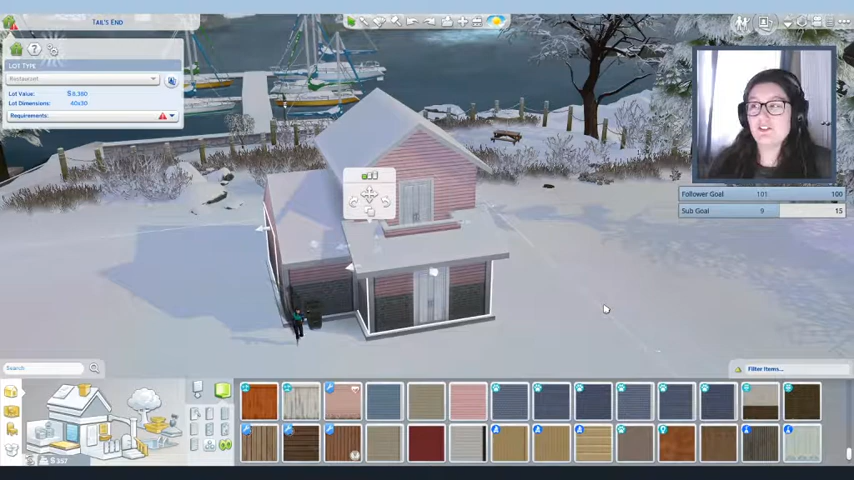 TAIL'S END
LOT TYPE
Restaurant
Lot Value: $8,380
Lot Dimensions: 40x30
Requirements:
Follower Goal 101 100
Sub Goal 9 15
Search:
Filter Items...
$357